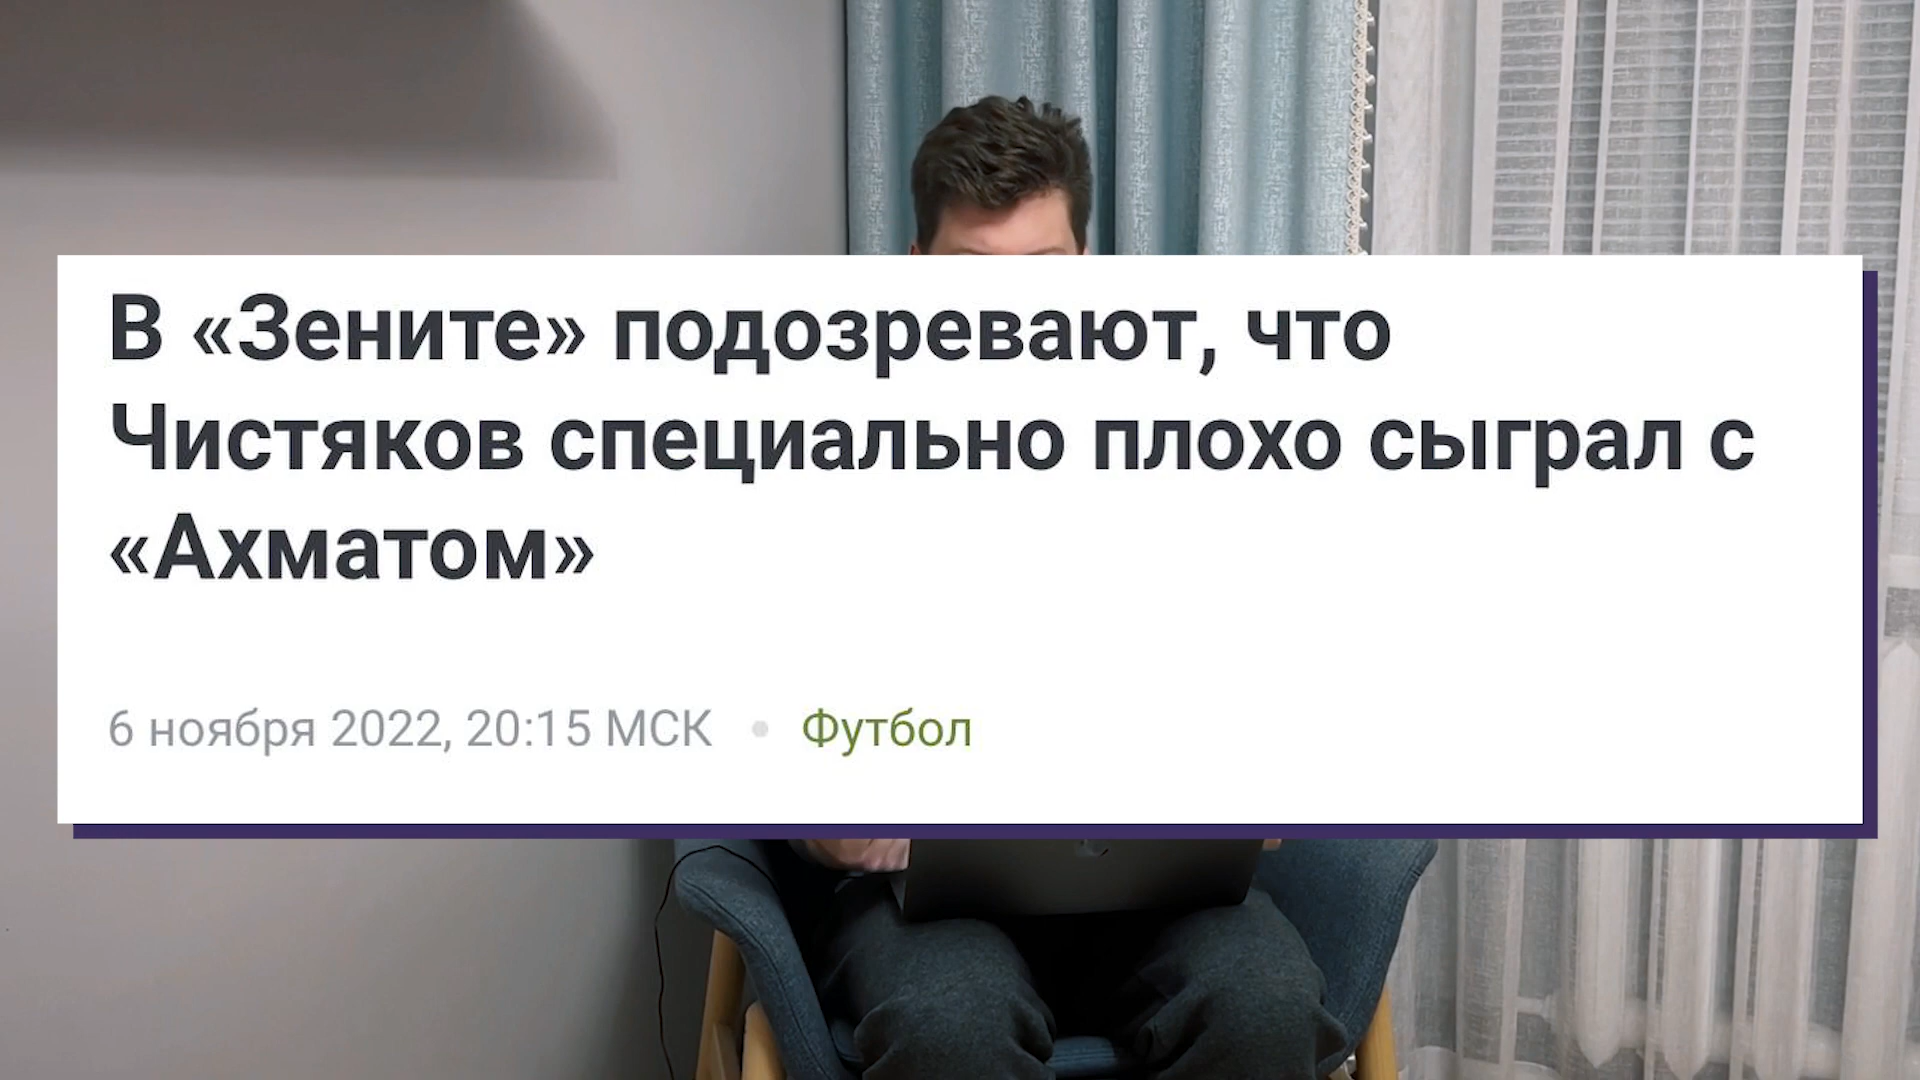 В «Зените» подозревают, что
Чистяков специально плохо сыграл с
«Ахматом»
6 ноября 2022, 20:15 МСК • Футбол